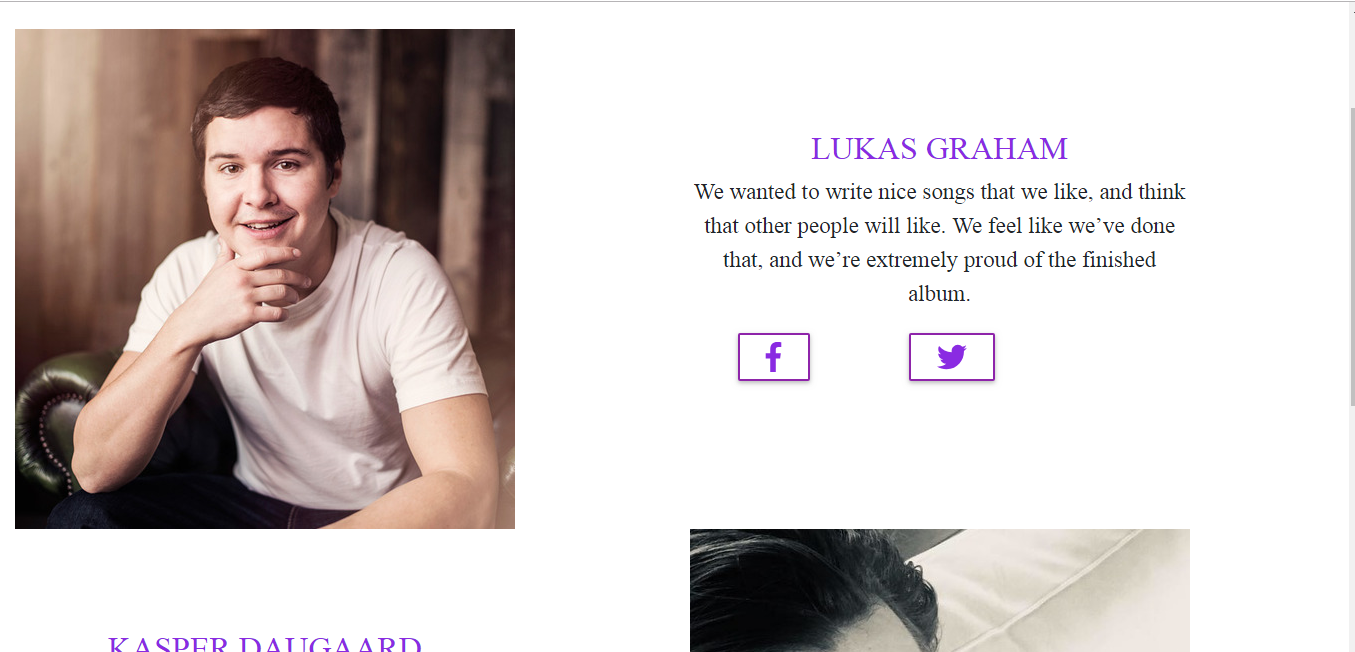 LUKAS GRAHAM
We wanted to write nice songs that we like, and think
that other people will like. We feel like we’ve done
that, and we’re extremely proud of the finished
album.
KASPER DAUGAARD